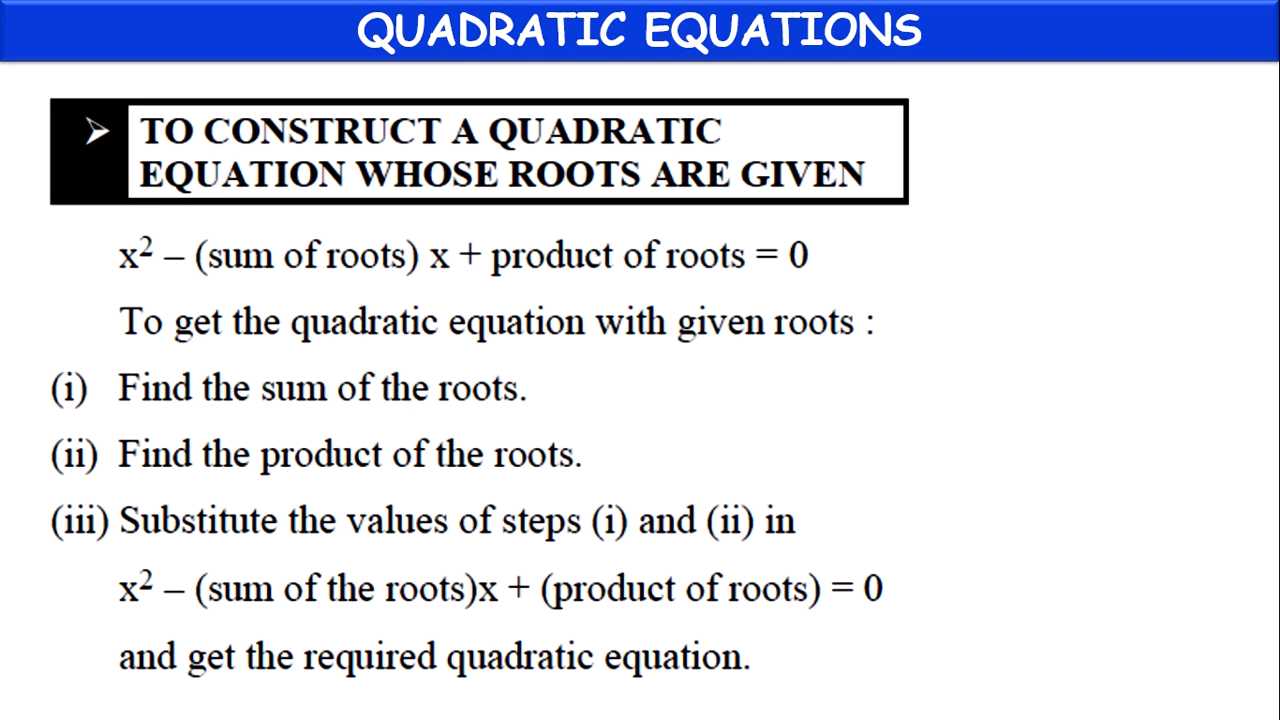 QUADRATIC EQUATIONS
➢ TO CONSTRUCT A QUADRATIC
EQUATION WHOSE ROOTS ARE GIVEN
x² – (sum of roots) x + product of roots = 0
To get the quadratic equation with given roots :
(i) Find the sum of the roots.
(ii) Find the product of the roots.
(iii) Substitute the values of steps (i) and (ii) in
x² – (sum of the roots)x + (product of roots) = 0
and get the required quadratic equation.